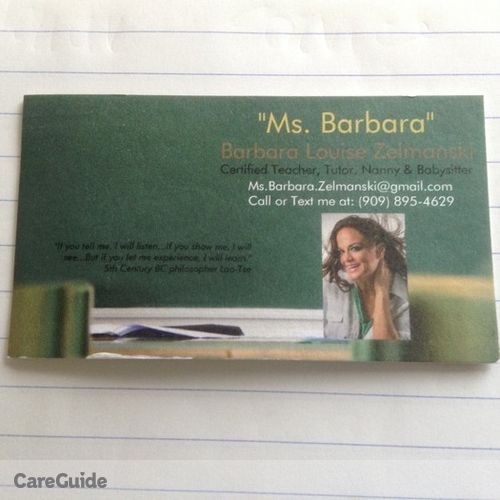 "Ms. Barbara"
Barbara Louise Zelmanski
Certified Teacher, Tutor, Nanny & Babysitter
Ms.Barbara.Zelmanski@gmail.com
Call or Text me at: (909) 895-4629
"If you tell me, I will listen...If you show me, I will
see...But if you let me experience, I will learn."
5th Century BC philosopher Lao-Tse
CareGuide